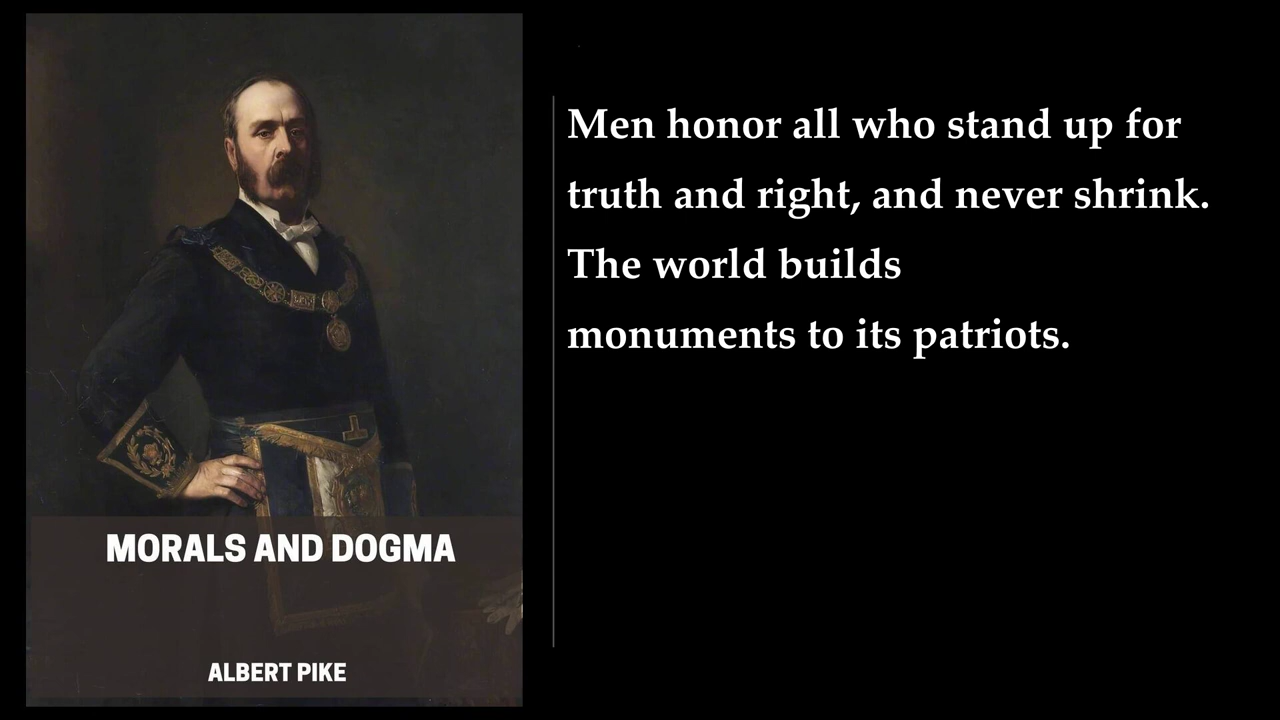 MORALS AND DOGMA
ALBERT PIKE
Men honor all who stand up for
truth and right, and never shrink.
The world builds
monuments to its patriots.